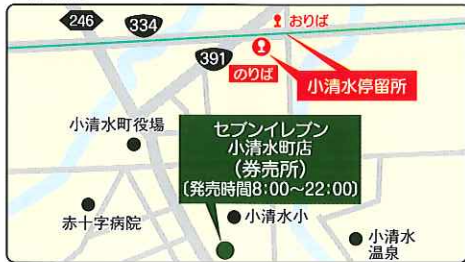 246
334
おりば
391
のりば
小清水停留所
小清水町役場
セブンイレブン
小清水町店
(券売所)
〔発売時間8:00〜22:00〕
赤十字病院
小清水小
小清水
温泉